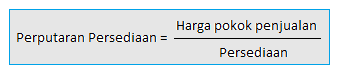 Harga pokok penjualan
Perputaran Persediaan =
Persediaan